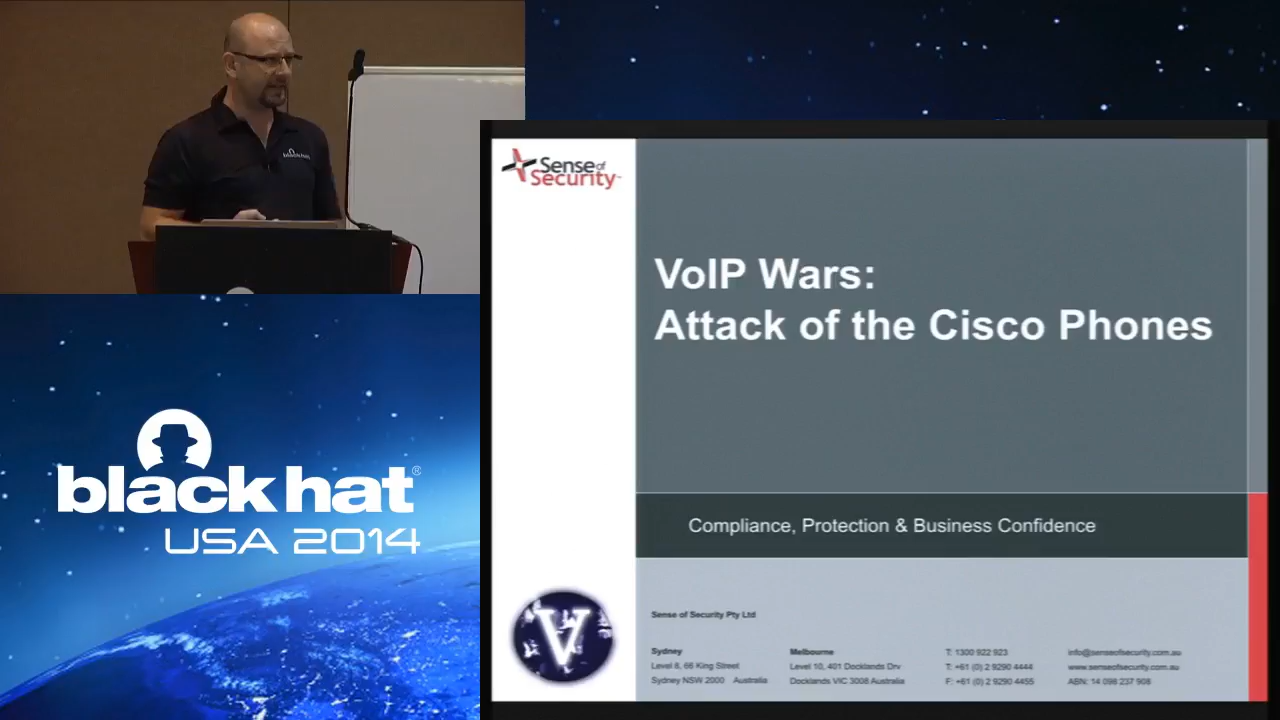 black hat
Sense of
Security
VoIP Wars:
Attack of the Cisco Phones
black hat®
USA 2014
Compliance, Protection & Business Confidence
V
Sense of Security Pty Ltd
Sydney
Level 8, 66 King Street
Sydney NSW 2000 Australia
Melbourne
Level 10, 401 Docklands Drv
Docklands VIC 3008 Australia
T: 1300 922 923
T: +61 (0) 2 9290 4444
F: +61 (0) 2 9290 4455
info@senseofsecurity.com.au
www.senseofsecurity.com.au
ABN: 14 098 237 908